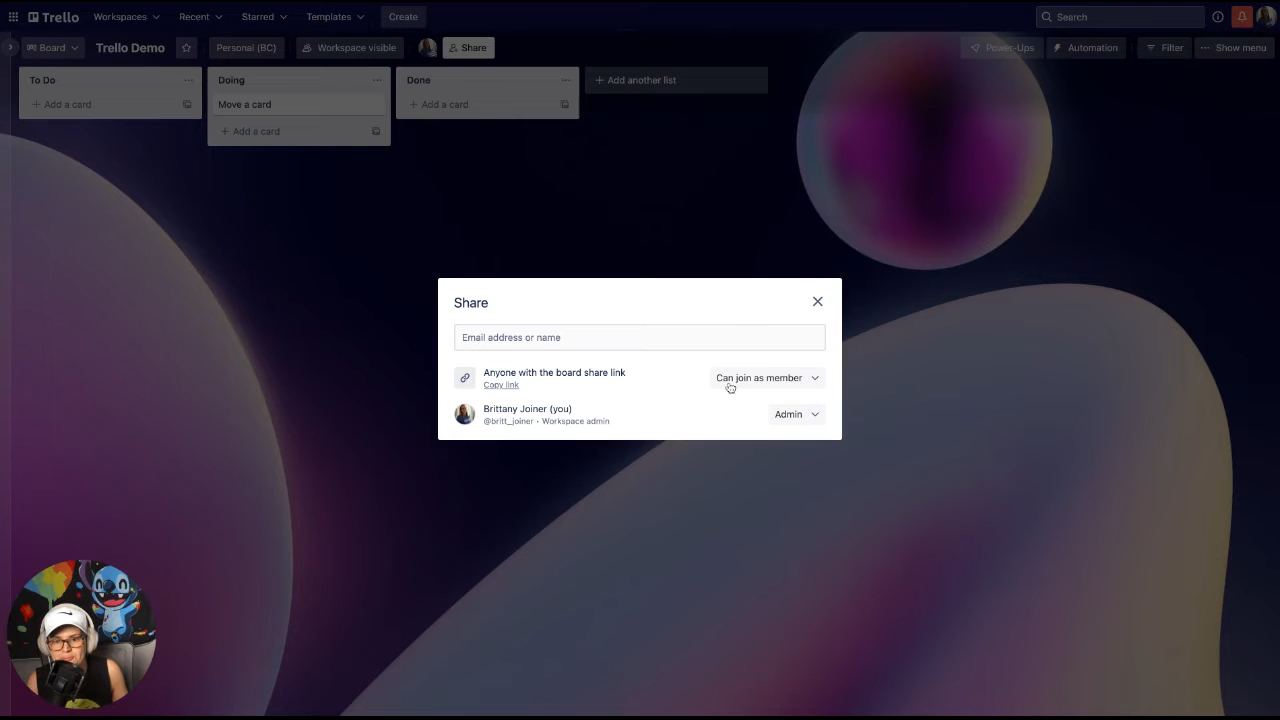 Trello
Workspaces
Recent
Starred
Templates
Create
Search
Board
Trello Demo
Personal (BC)
Workspace visible
Share
Power-Ups
Automation
Filter
Show menu
To Do
Add a card
Doing
Move a card
Add a card
Done
Add a card
Add another list
Share
Email address or name
Anyone with the board share link
Copy link
Can join as member
Brittany Joiner (you)
@britt_joiner • Workspace admin
Admin